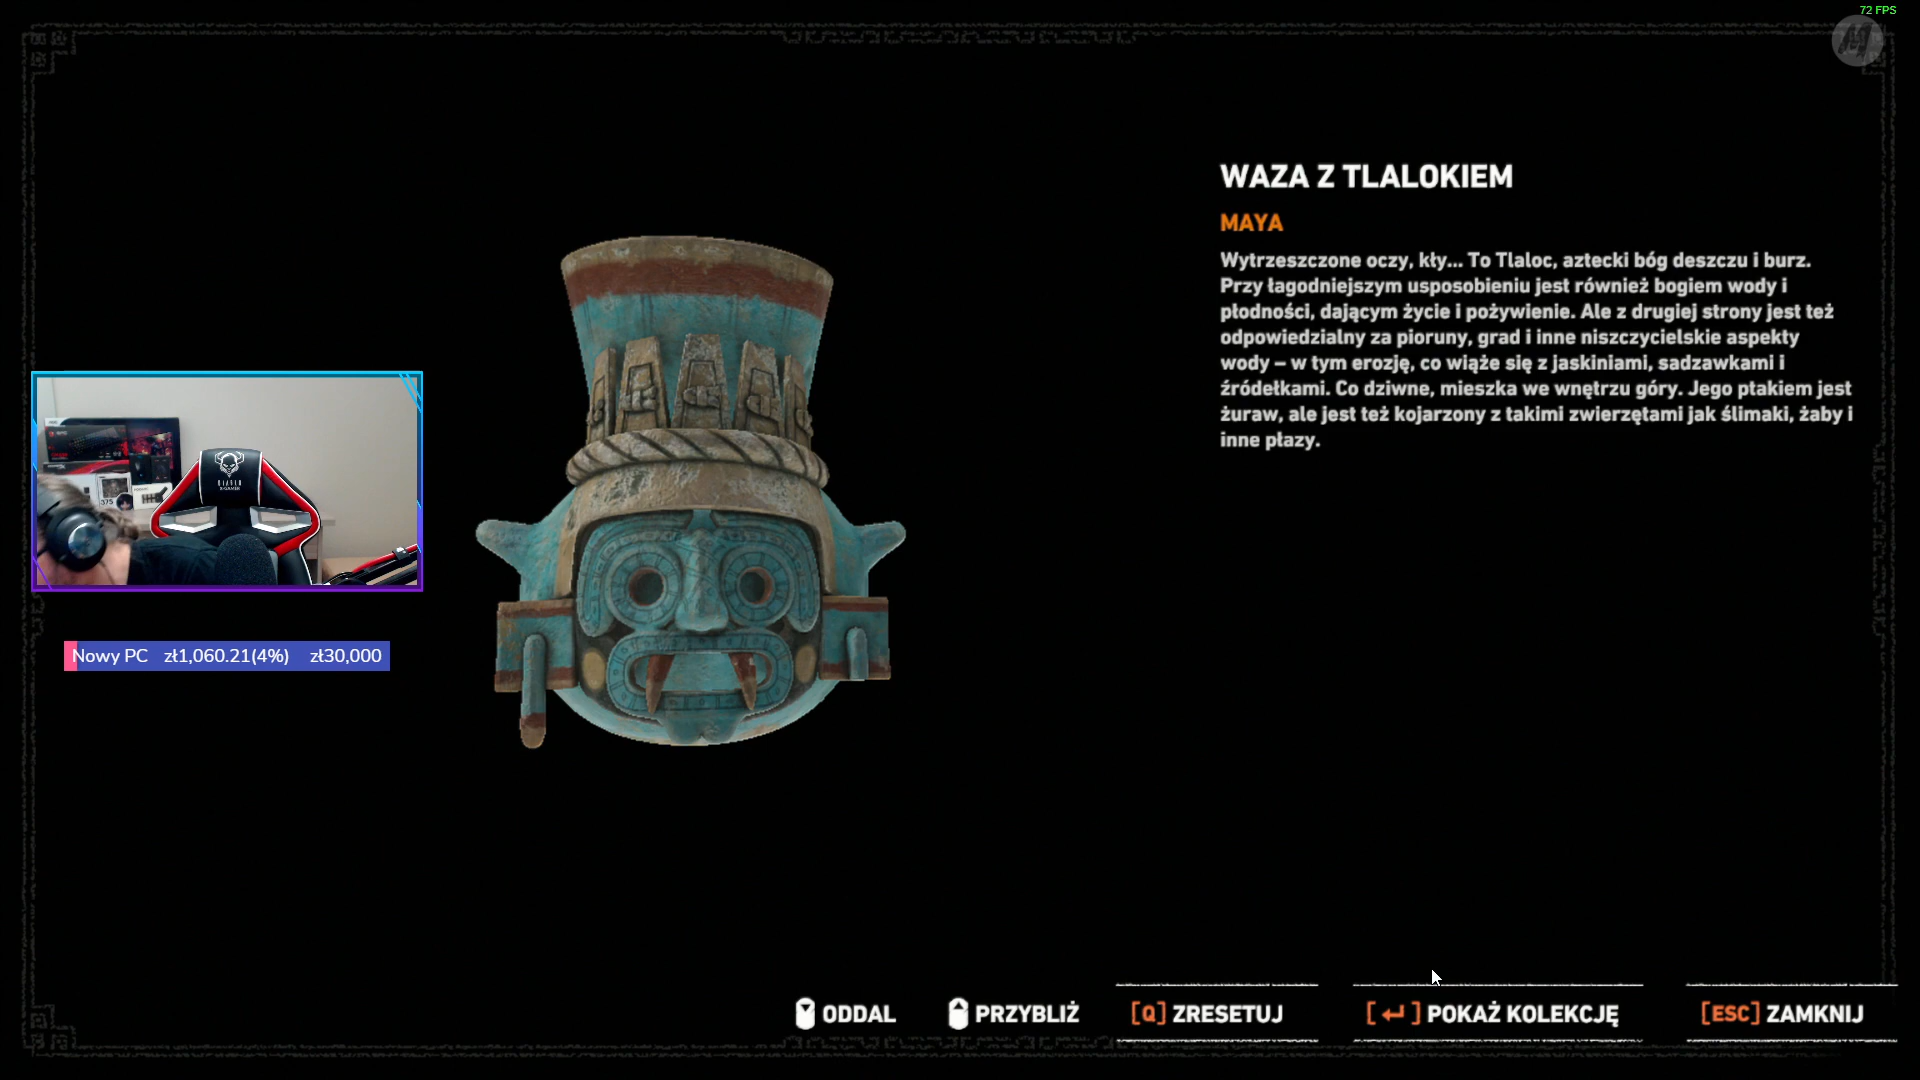 72 FPS
WAZA Z TLALOKIEM
MAYA
Wytrzeszczone oczy, kły... To Tlaloc, aztecki bóg deszczu i burz.
Przy łagodniejszym usposobieniu jest również bogiem wody i
płodności, dającym życie i pożywienie. Ale z drugiej strony jest też
odpowiedzialny za pioruny, grad i inne niszczycielskie aspekty
wody – w tym erozję, co wiąże się z jaskiniami, sadzawkami i
źródełkami. Co dziwne, mieszka we wnętrzu góry. Jego ptakiem jest
żuraw, ale jest też kojarzony z takimi zwierzętami jak ślimaki, żaby i
inne płazy.
DIABLO
X-GAMER
375
Nowy PC zł1,060.21(4%) zł30,000
ODDAL PRZYBLIŻ [Q] ZRESETUJ [↵] POKAŻ KOLEKCJĘ [ESC] ZAMKNIJ